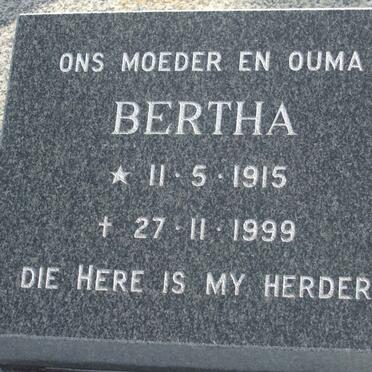 ONS MOEDER EN OUMA
BERTHA
★ 11·5·1915
✝ 27·11·1999
DIE HERE IS MY HERDER